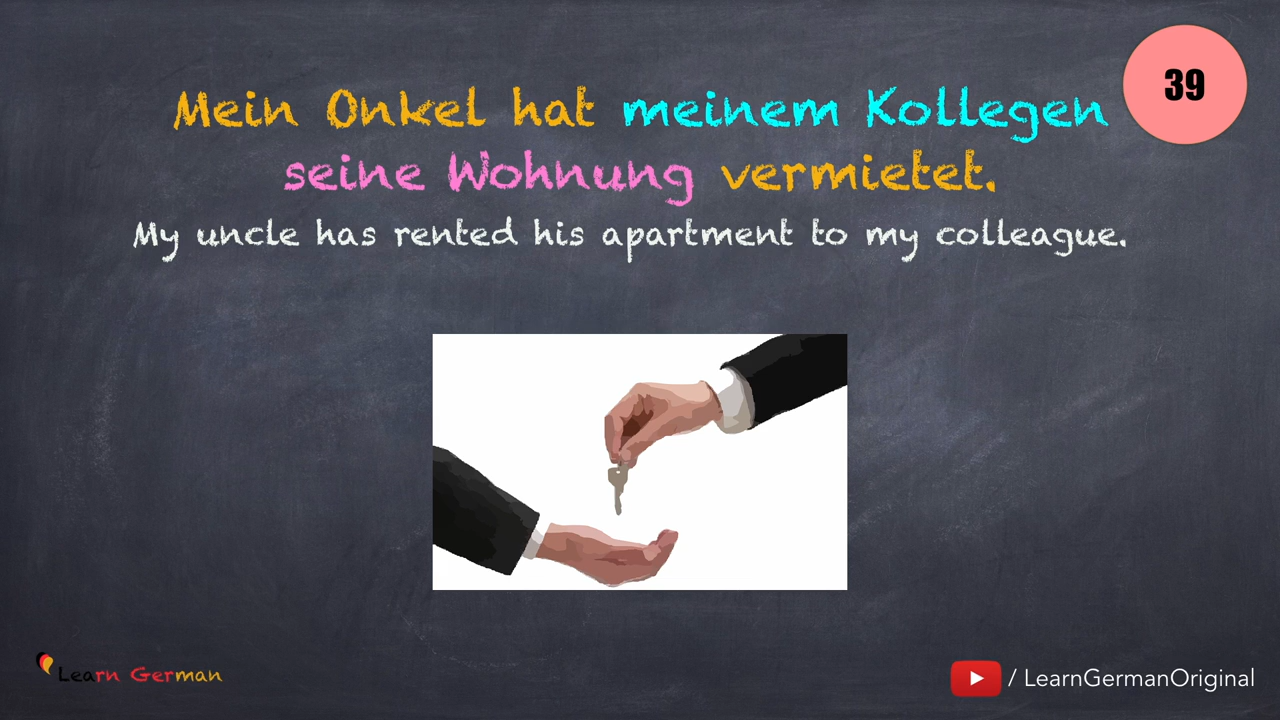 39
Mein Onkel hat meinem Kollegen
seine Wohnung vermietet.
My uncle has rented his apartment to my colleague.
Learn German
/ LearnGermanOriginal